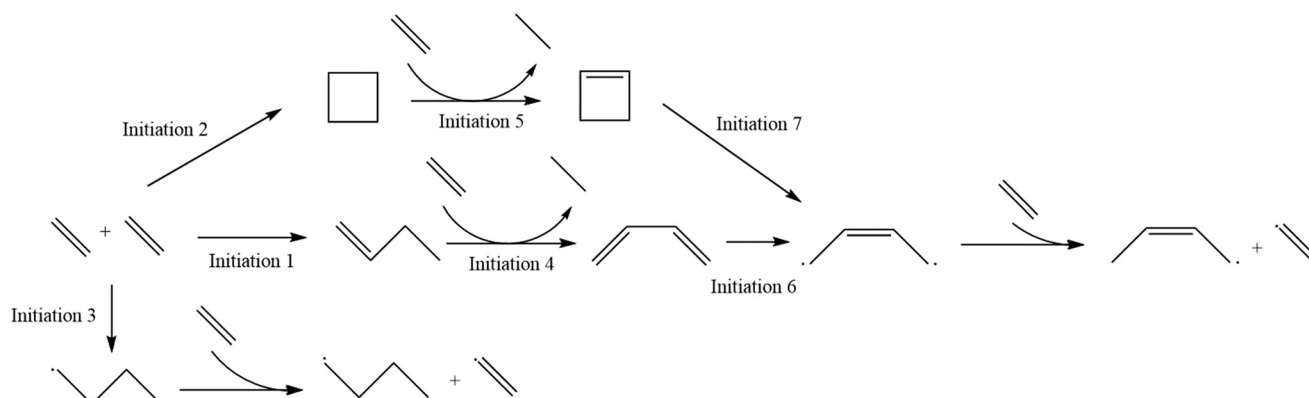 Initiation 5
Initiation 2
Initiation 7
+
Initiation 1
Initiation 4
Initiation 6
+
Initiation 3
+